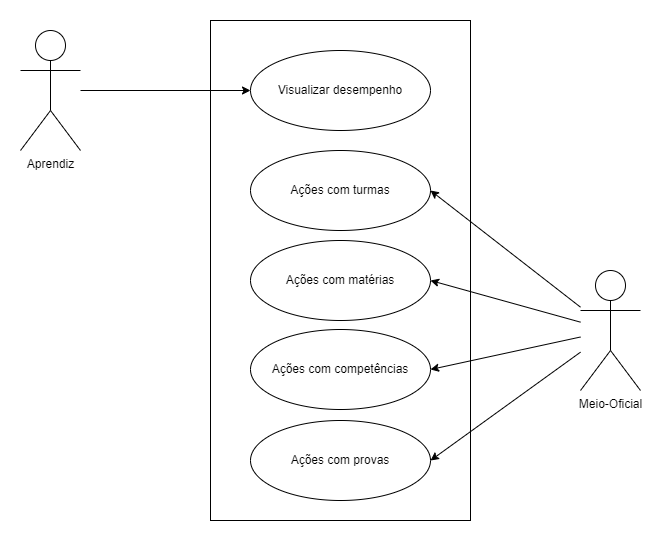 Visualizar desempenho
Aprendiz
Ações com turmas
Ações com matérias
Ações com competências
Meio-Oficial
Ações com provas